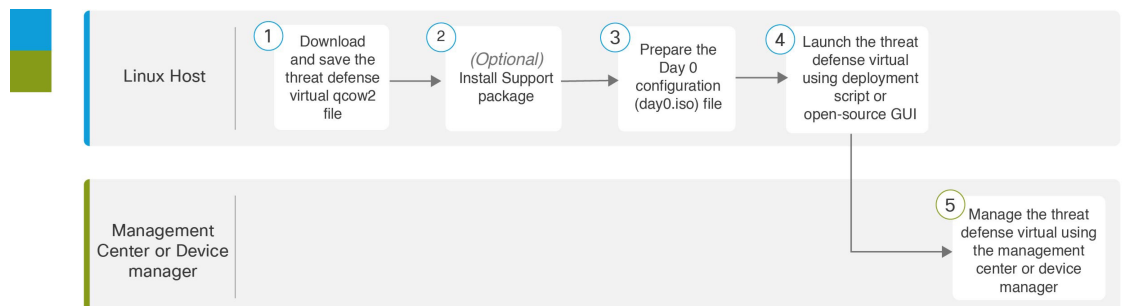 Linux Host
1
Download
and save the
threat defense
virtual qcow2
file
2
(Optional)
Install Support
package
3
Prepare the
Day 0
configuration
(day0.iso) file
4
Launch the threat
defense virtual
using deployment
script or
open-source GUI
Management
Center or Device
manager
5
Manage the threat
defense virtual using
the management
center or device
manager